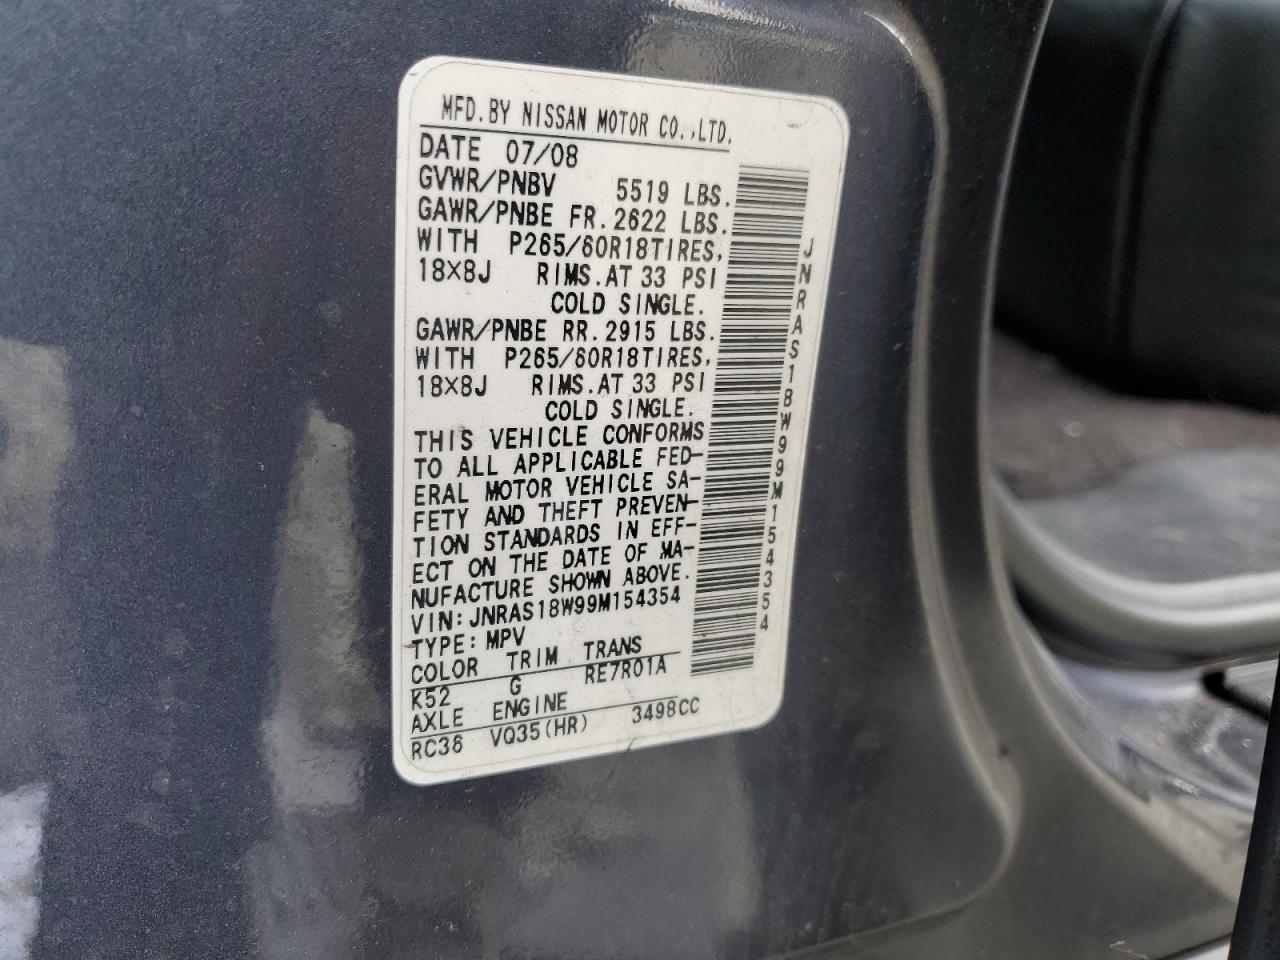 MFD. BY NISSAN MOTOR CO., LTD.
DATE 07/08
GVWR/PNBV 5519 LBS.
GAWR/PNBE FR. 2622 LBS.
WITH P265/60R18TIRES,
18×8J RIMS. AT 33 PSI
COLD SINGLE.
GAWR/PNBE RR. 2915 LBS.
WITH P265/60R18TIRES,
18×8J RIMS. AT 33 PSI
COLD SINGLE.
THIS VEHICLE CONFORMS
TO ALL APPLICABLE FED-
ERAL MOTOR VEHICLE SA-
FETY AND THEFT PREVEN-
TION STANDARDS IN EFF-
ECT ON THE DATE OF MA-
NUFACTURE SHOWN ABOVE.
VIN: JNRAS18W99M154354
TYPE: MPV
COLOR TRIM TRANS
K52 G RE7R01A
AXLE ENGINE
RC38 VQ35(HR) 3498CC
JNRAS18W99M154354